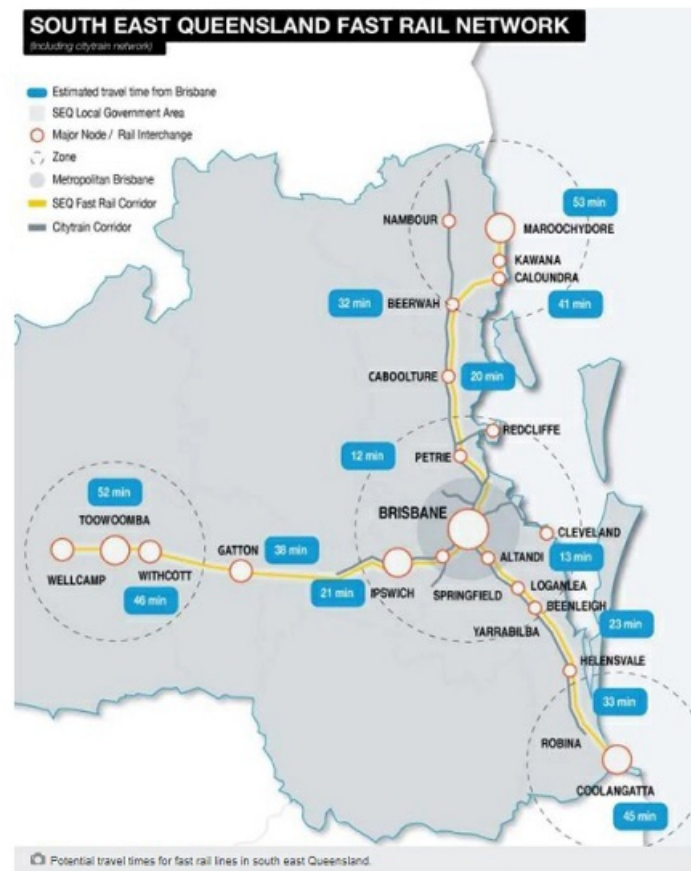 SOUTH EAST QUEENSLAND FAST RAIL NETWORK
(Including citytrain network)
Estimated travel time from Brisbane
SEQ Local Government Area
Major Node / Rail Interchange
Zone
Metropolitan Brisbane
SEQ Fast Rail Corridor
Citytrain Corridor
53 min
NAMBOUR
MAROOCHYDORE
KAWANA
CALOUNDRA
32 min
BEERWAH
41 min
CABOOLTURE
20 min
REDCLIFFE
12 min
PETRIE
52 min
BRISBANE
TOOWOOMBA
CLEVELAND
GATTON
38 min
ALTANDI
13 min
WELLCAMP
WITHCOTT
46 min
21 min
IPSWICH
SPRINGFIELD
LOGANLEA
BEENLEIGH
23 min
YARRABILBA
HELENSVALE
33 min
ROBINA
COOLANGATTA
45 min
Potential travel times for fast rail lines in south east Queensland.